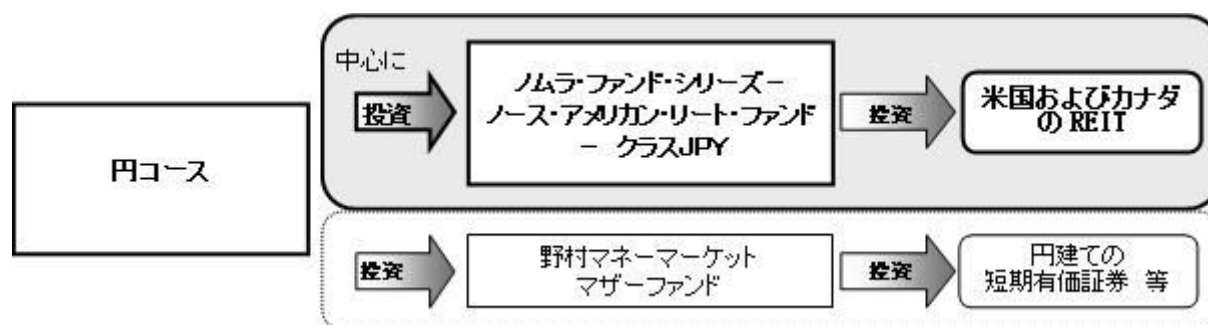 円コース
中心に
投資
ノムラ・ファンド・シリーズ－
ノース・アメリカン・リート・ファンド
－ クラスJPY
投資
米国およびカナダ
の REIT
投資
野村マネーマーケット
マザーファンド
投資
円建ての
短期有価証券 等